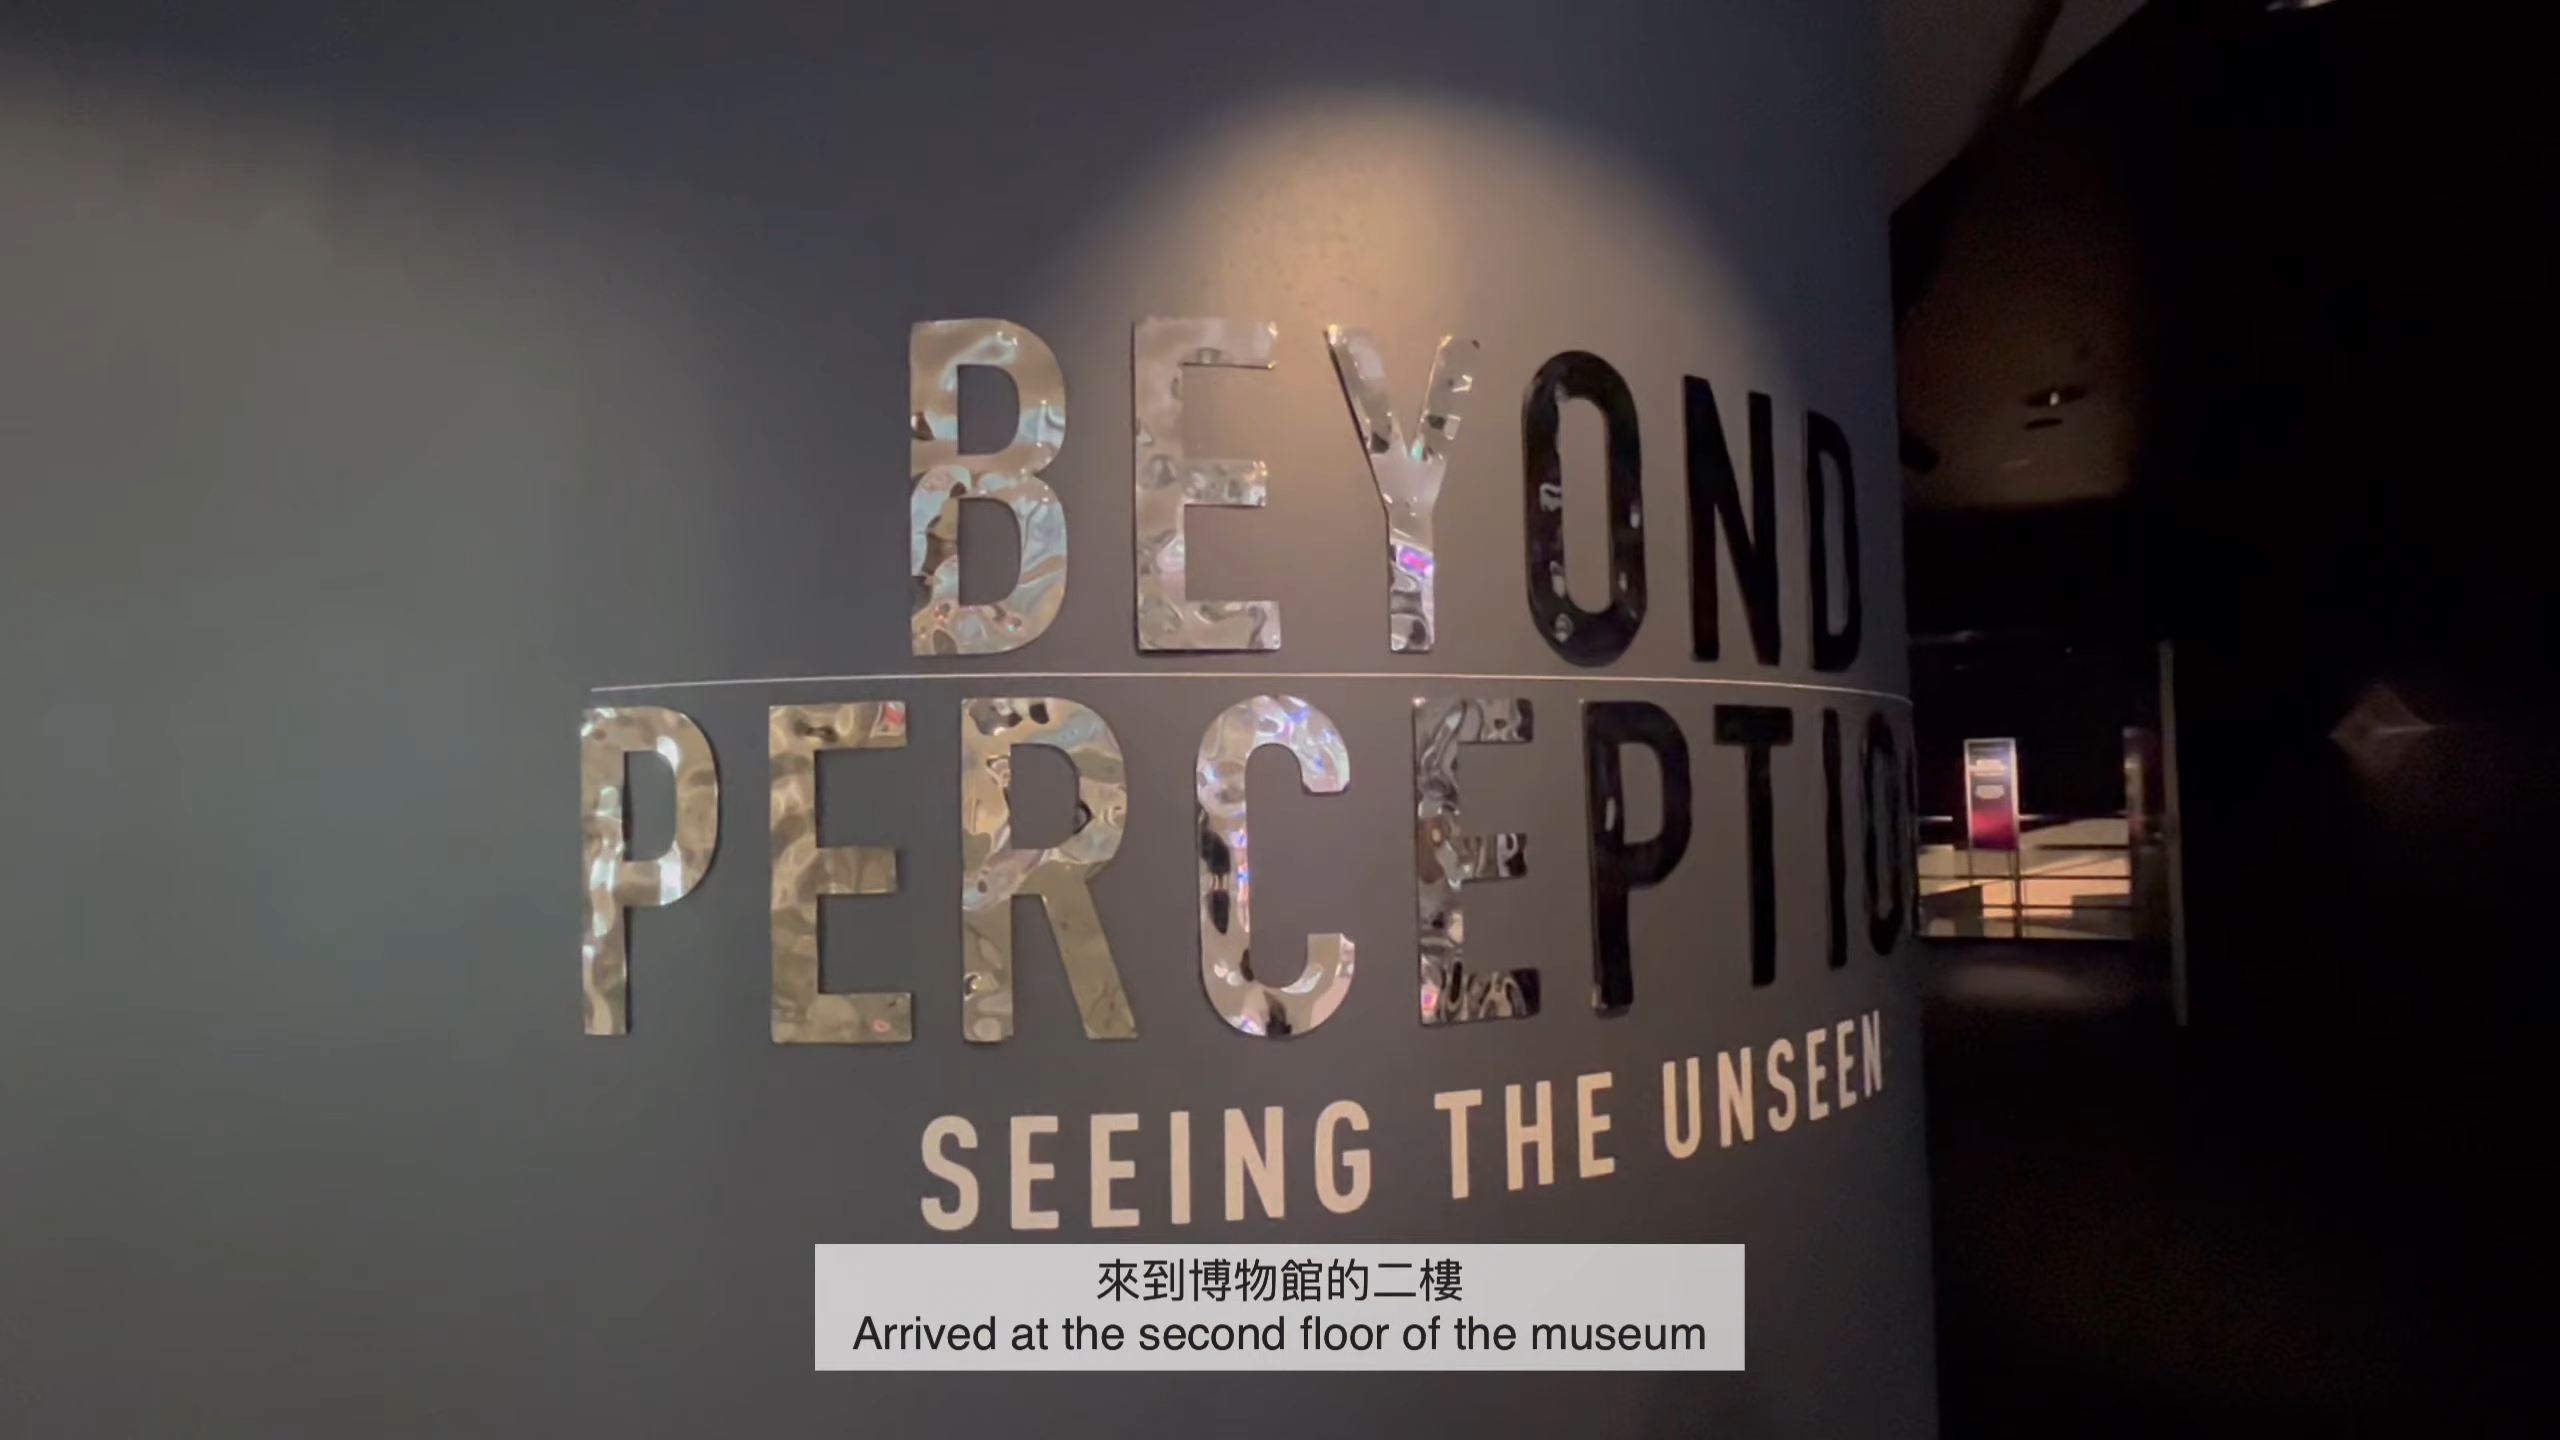 BEYOND
PERCEPTIO
SEEING THE UNSEEN
來到博物館的二樓
Arrived at the second floor of the museum